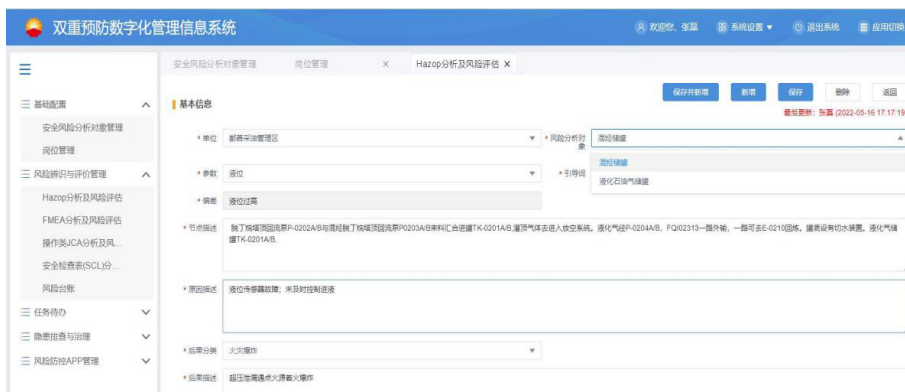 双重预防数字化管理信息系统
欢迎您, 张磊 系统设置 退出系统 应用切换
安全风险分析对象管理 岗位管理 × Hazop分析及风险评估 ×
保存并新增 新增 保存 删除 返回
基础配置
基本信息
最后更新: 张磊 (2022-05-16 17:17:19
安全风险分析对象管理
岗位管理
* 单位 鄯善采油管理区
* 风险分析对象 混烃储罐
混烃储罐
液化石油气储罐
风险辨识与评价管理
* 参数 液位
* 引导词
Hazop分析及风险评估
* 偏差 液位过高
FMEA分析及风险评估
操作类JCA分析及风...
安全检查表(SCL)分...
风险台账
* 节点描述 脱丁烷塔顶回流泵P-0202A/B与混烃脱丁烷塔顶回流泵P0203A/B来料汇合进罐TK-0201A/B,灌顶气体去进入放空系统。液化气经P-0204A/B、FQI02313一路外输、一路可去E-0210回炼。罐底设有切水装置。液化气储
罐TK-0201A/B,
* 原因描述 液位传感器故障; 未及时控制进液
任务待办
隐患排查与治理
风险防控APP管理
* 后果分类 火灾爆炸
* 后果描述 超压泄漏遇点火源着火爆炸